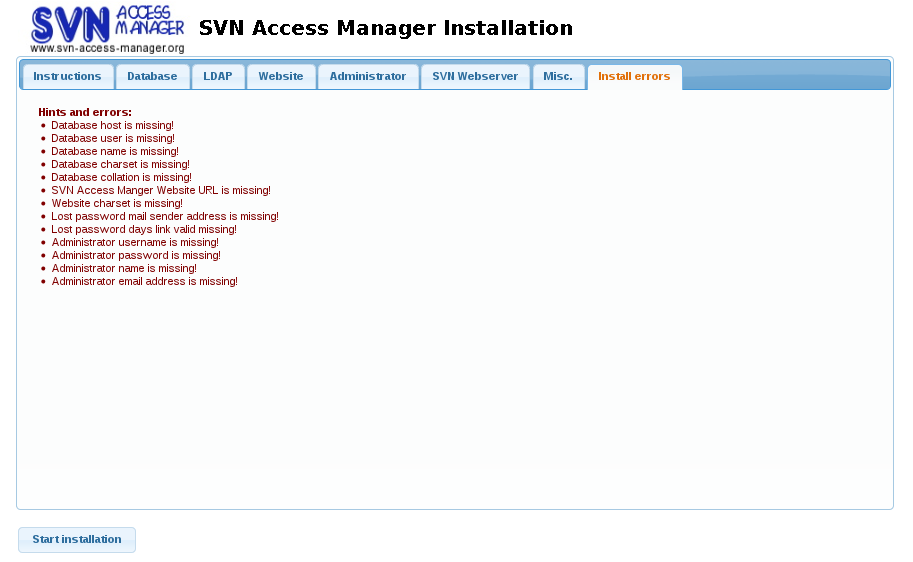 SVN ACCESS MANAGER
www.svn-access-manager.org
SVN Access Manager Installation
Instructions Database LDAP Website Administrator SVN Webserver Misc. Install errors
Hints and errors:
• Database host is missing!
• Database user is missing!
• Database name is missing!
• Database charset is missing!
• Database collation is missing!
• SVN Access Manger Website URL is missing!
• Website charset is missing!
• Lost password mail sender address is missing!
• Lost password days link valid missing!
• Administrator username is missing!
• Administrator password is missing!
• Administrator name is missing!
• Administrator email address is missing!
Start installation